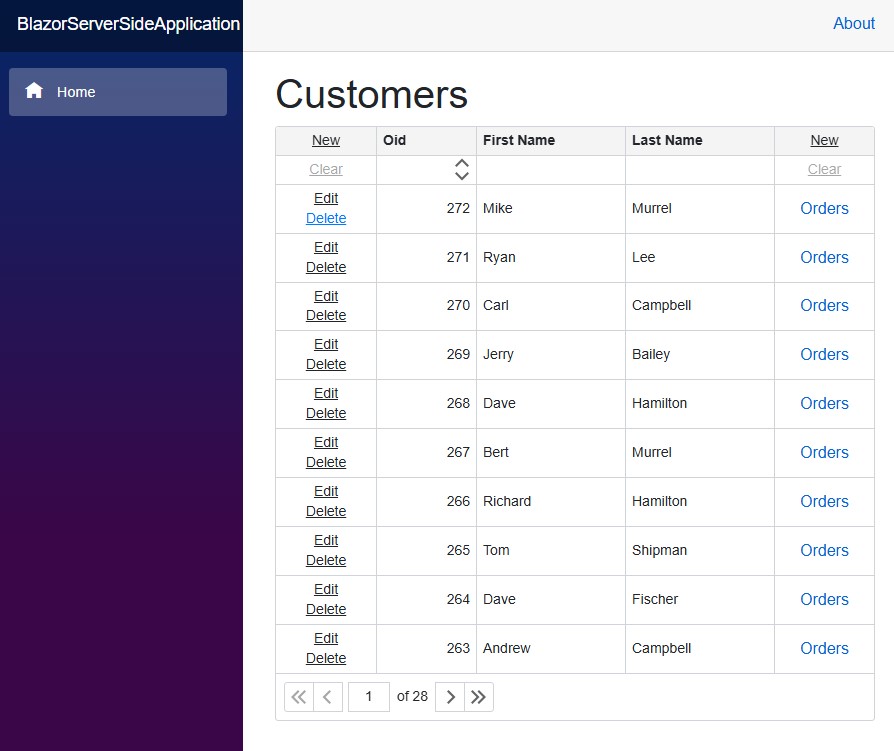 BlazorServerSideApplication About
Home
Customers
New Oid First Name Last Name New
Clear Clear
Edit
Delete 272 Mike Murrel Orders
Edit
Delete 271 Ryan Lee Orders
Edit
Delete 270 Carl Campbell Orders
Edit
Delete 269 Jerry Bailey Orders
Edit
Delete 268 Dave Hamilton Orders
Edit
Delete 267 Bert Murrel Orders
Edit
Delete 266 Richard Hamilton Orders
Edit
Delete 265 Tom Shipman Orders
Edit
Delete 264 Dave Fischer Orders
Edit
Delete 263 Andrew Campbell Orders
1 of 28